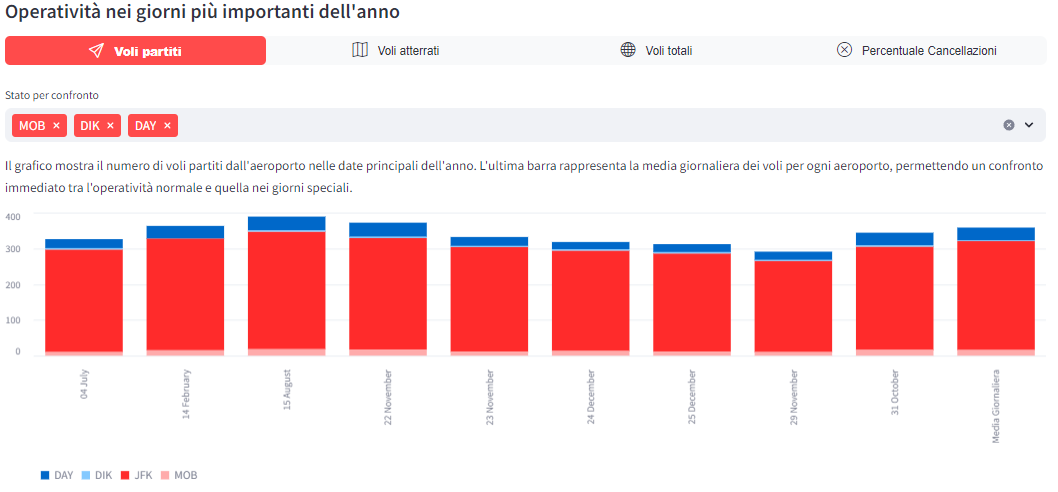 Operatività nei giorni più importanti dell'anno
Voli partiti
Voli atterrati
Voli totali
Percentuale Cancellazioni
Stato per confronto
MOB × DIK × DAY ×
Il grafico mostra il numero di voli partiti dall'aeroporto nelle date principali dell'anno. L'ultima barra rappresenta la media giornaliera dei voli per ogni aeroporto, permettendo un confronto
immediato tra l'operatività normale e quella nei giorni speciali.
400
300
200
100
0
04 July
14 February
15 August
22 November
23 November
24 December
25 December
29 November
31 October
Media Giornaliera
DAY DIK JFK MOB